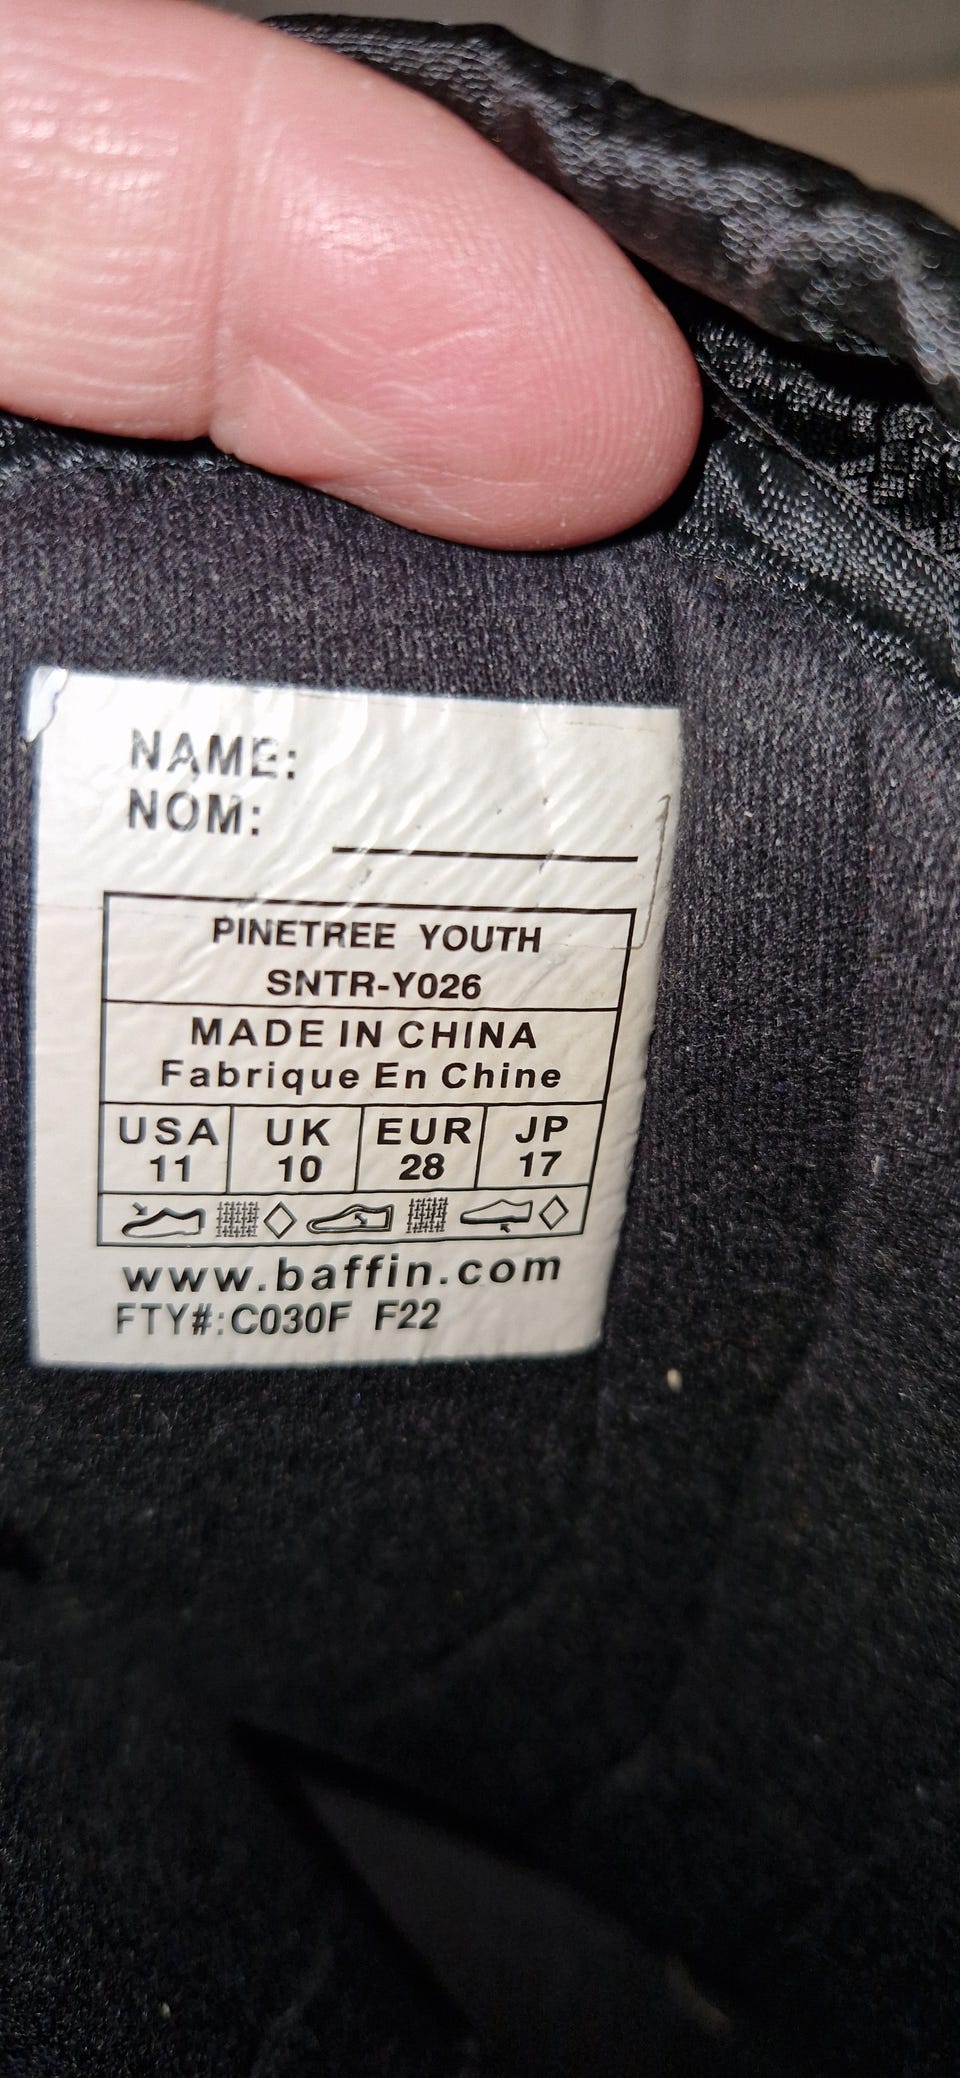 NAME:
NOM:
PINETREE YOUTH
SNTR-Y026
MADE IN CHINA
Fabrique En Chine
USA UK EUR JP
11 10 28 17
www.baffin.com
FTY#:C030F F22